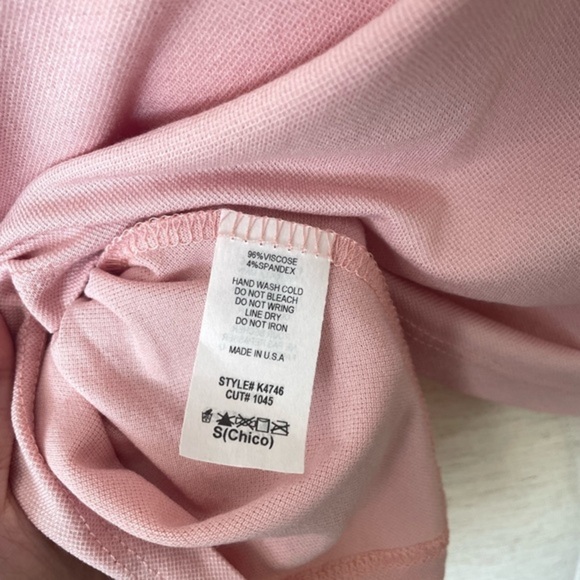 96%VISCOSE
4%SPANDEX
HAND WASH COLD
DO NOT BLEACH
DO NOT WRING
LINE DRY
DO NOT IRON
MADE IN U.S.A
STYLE# K4746
CUT# 1045
S(Chico)